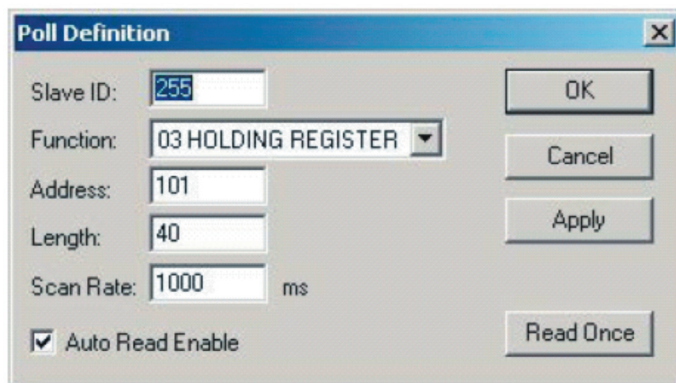 Poll Definition
Slave ID: 255
OK
Function: 03 HOLDING REGISTER
Cancel
Address: 101
Apply
Length: 40
Scan Rate: 1000 ms
Auto Read Enable
Read Once